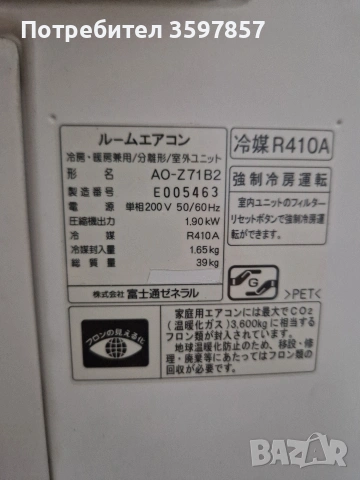 Потребител 3597857
ルームエアコン
冷房・暖房兼用/分離形/室外ユニット
形名 AO-Z71B2
製造番号 E005463
電源 単相200V 50/60Hz
圧縮機出力 1.90kW
冷媒 R410A
冷媒封入量 1.65kg
総質量 39kg
株式会社 富士通ゼネラル
冷媒R410A
強制冷房運転
室内ユニットのフィルター
リセットボタンで強制冷房運
転ができます。
G
>PET<
フロンの見える化
家庭用エアコンには最大でCO2
(温暖化ガス)3,600kgに相当する
フロン類が封入されています。
地球温暖化防止のため、移設・修
理・廃棄等にあたってはフロン類の
回収が必要です。
BAZAR